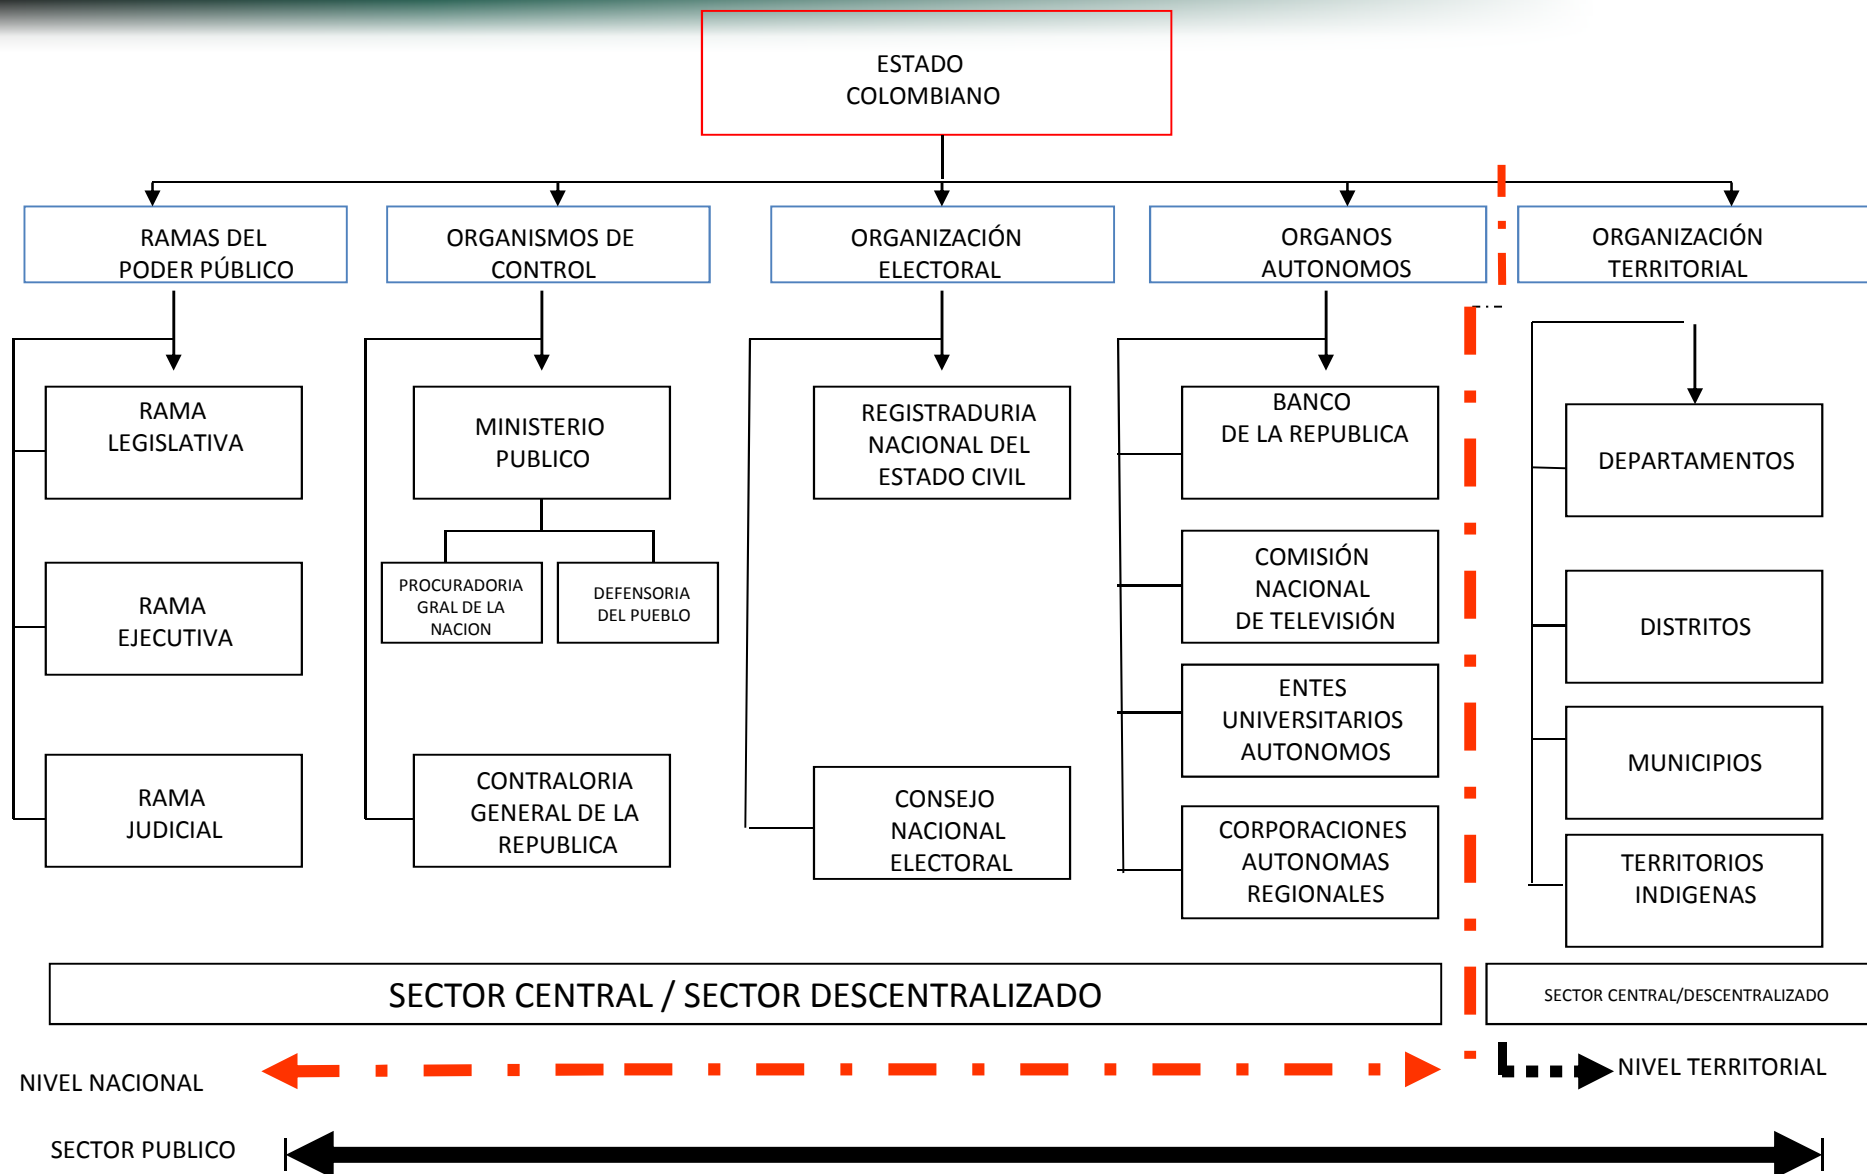 ESTADO
COLOMBIANO
RAMAS DEL
PODER PÚBLICO
ORGANISMOS DE
CONTROL
ORGANIZACIÓN
ELECTORAL
ORGANOS
AUTONOMOS
ORGANIZACIÓN
TERRITORIAL
RAMA
LEGISLATIVA
RAMA
EJECUTIVA
RAMA
JUDICIAL
MINISTERIO
PUBLICO
PROCURADORIA
GRAL DE LA
NACION
DEFENSORIA
DEL PUEBLO
CONTRALORIA
GENERAL DE LA
REPUBLICA
REGISTRADURIA
NACIONAL DEL
ESTADO CIVIL
CONSEJO
NACIONAL
ELECTORAL
BANCO
DE LA REPUBLICA
COMISIÓN
NACIONAL
DE TELEVISIÓN
ENTES
UNIVERSITARIOS
AUTONOMOS
CORPORACIONES
AUTONOMAS
REGIONALES
DEPARTAMENTOS
DISTRITOS
MUNICIPIOS
TERRITORIOS
INDIGENAS
SECTOR CENTRAL / SECTOR DESCENTRALIZADO
SECTOR CENTRAL/DESCENTRALIZADO
NIVEL NACIONAL
NIVEL TERRITORIAL
SECTOR PUBLICO